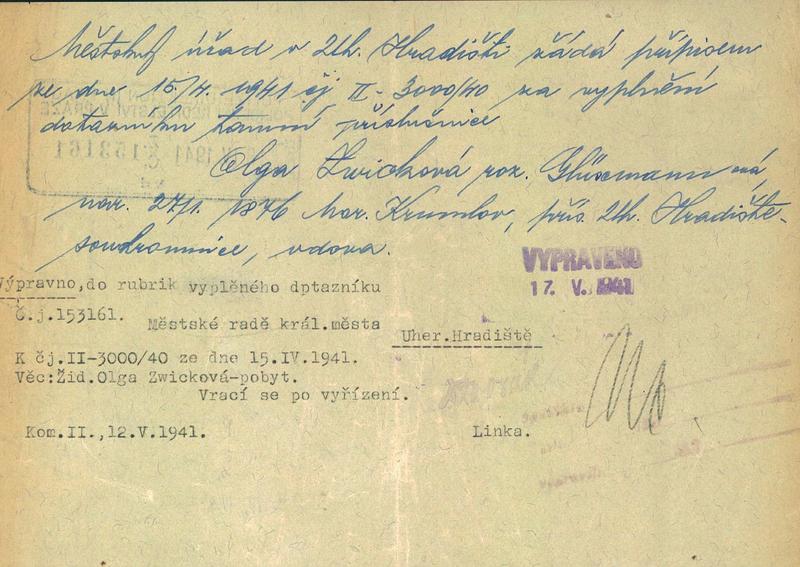 Městský úřad v Uh. Hradišti žádá přípisem
ze dne 15/4. 1941 čj II-3000/40 za vyplnění
dotazníku tamní příslušnice
Olga Zwicková roz. Glüxmannová,
nar. 27/1. 1876 Mor. Krumlov, přís. Uh. Hradiště-
soukromnice, vdova.
VYPRAVENO
17. V. 1941
Výpravno,do rubrik vyplěného dptazníku
č.j.153161.
Městské radě král.města
Uher.Hradiště
K čj.II-3000/40 ze dne 15.IV.1941.
Věc:Žid.Olga Zwicková-pobyt.
Vrací se po vyřízení.
Kom.II.,12.V.1941.
Linka.